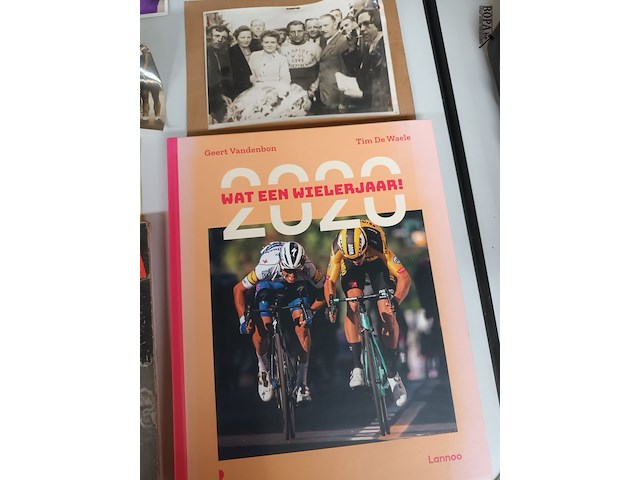 Geert Vandenbon
Tim De Waele
2020
WAT EEN WIELERJAAR!
Lannoo